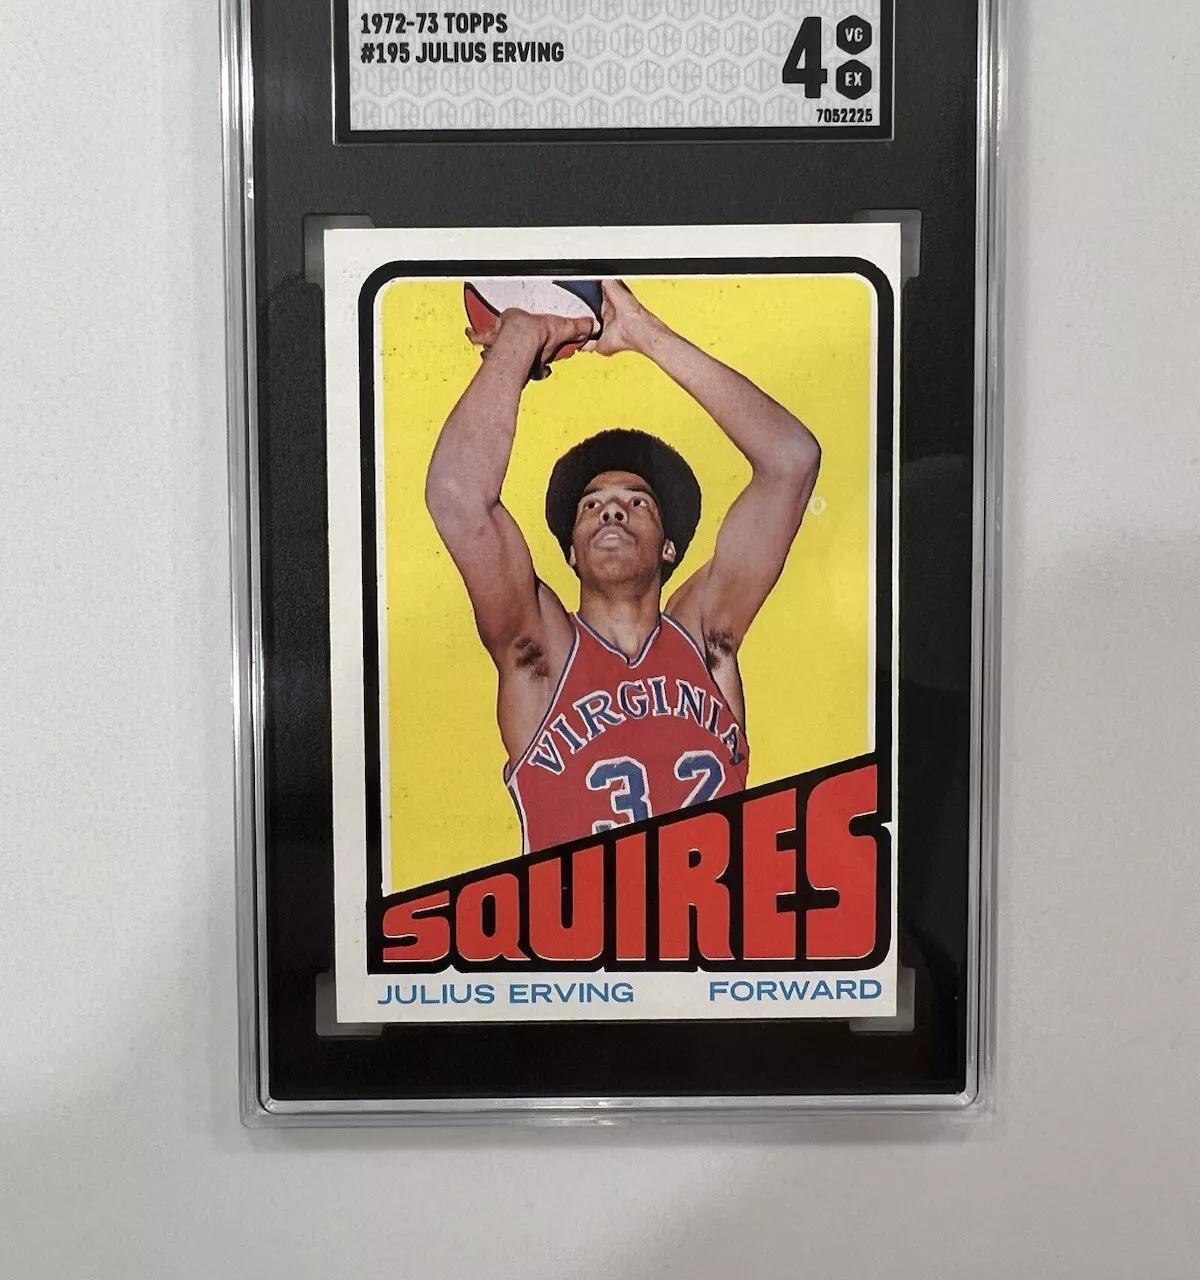 1972-73 TOPPS
#195 JULIUS ERVING
4
VG
EX
7052225
VIRGINIA
32
SQUIRES
JULIUS ERVING FORWARD